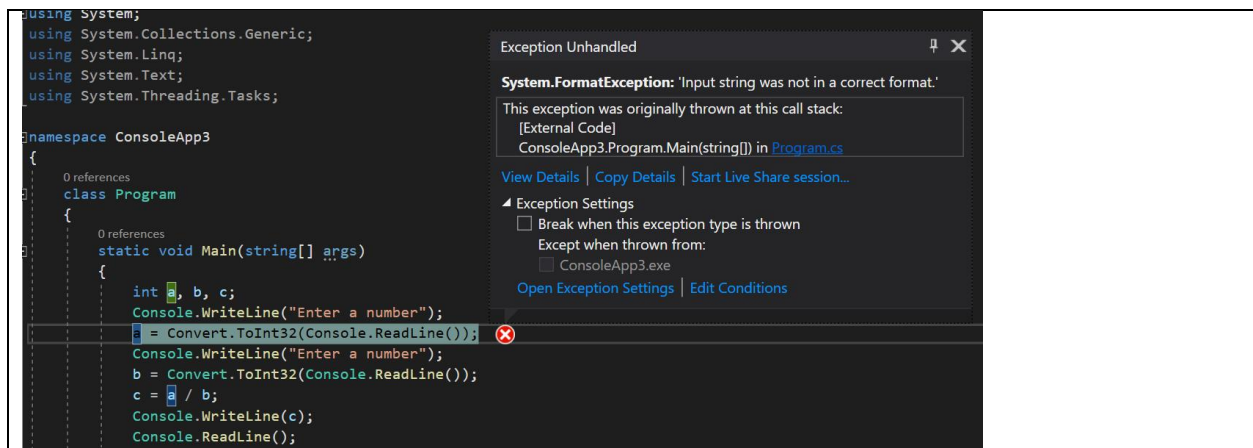 using System;
using System.Collections.Generic;
using System.Linq;
using System.Text;
using System.Threading.Tasks;
namespace ConsoleApp3
{
0 references
class Program
{
0 references
static void Main(string[] args)
{
int a, b, c;
Console.WriteLine("Enter a number");
a = Convert.ToInt32(Console.ReadLine());
Console.WriteLine("Enter a number");
b = Convert.ToInt32(Console.ReadLine());
c = a / b;
Console.WriteLine(c);
Console.ReadLine();
Exception Unhandled
System.FormatException: 'Input string was not in a correct format.'
This exception was originally thrown at this call stack:
[External Code]
ConsoleApp3.Program.Main(string[]) in Program.cs
View Details | Copy Details | Start Live Share session...
Exception Settings
Break when this exception type is thrown
Except when thrown from:
ConsoleApp3.exe
Open Exception Settings | Edit Conditions